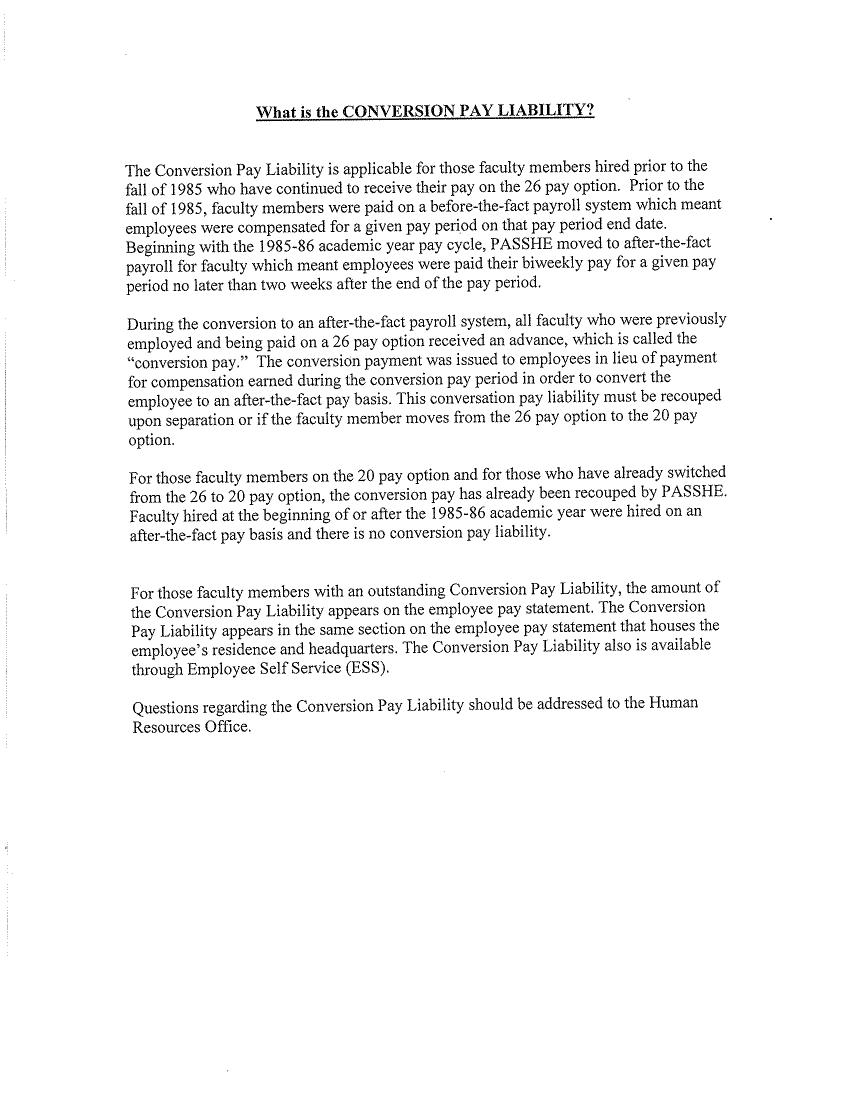 What is the CONVERSION PAY LIABILITY?
The Conversion Pay Liability is applicable for those faculty members hired prior to the
fall of 1985 who have continued to receive their pay on the 26 pay option.  Prior to the
fall of 1985, faculty members were paid on a before-the-fact payroll system which meant
employees were compensated for a given pay period on that pay period end date.
Beginning with the 1985-86 academic year pay cycle, PASSHE moved to after-the-fact
payroll for faculty which meant employees were paid their biweekly pay for a given pay
period no later than two weeks after the end of the pay period.
During the conversion to an after-the-fact payroll system, all faculty who were previously
employed and being paid on a 26 pay option received an advance, which is called the
“conversion pay.”  The conversion payment was issued to employees in lieu of payment
for compensation earned during the conversion pay period in order to convert the
employee to an after-the-fact pay basis. This conversation pay liability must be recouped
upon separation or if the faculty member moves from the 26 pay option to the 20 pay
option.
For those faculty members on the 20 pay option and for those who have already switched
from the 26 to 20 pay option, the conversion pay has already been recouped by PASSHE.
Faculty hired at the beginning of or after the 1985-86 academic year were hired on an
after-the-fact pay basis and there is no conversion pay liability.
For those faculty members with an outstanding Conversion Pay Liability, the amount of
the Conversion Pay Liability appears on the employee pay statement. The Conversion
Pay Liability appears in the same section on the employee pay statement that houses the
employee’s residence and headquarters. The Conversion Pay Liability also is available
through Employee Self Service (ESS).
Questions regarding the Conversion Pay Liability should be addressed to the Human
Resources Office.